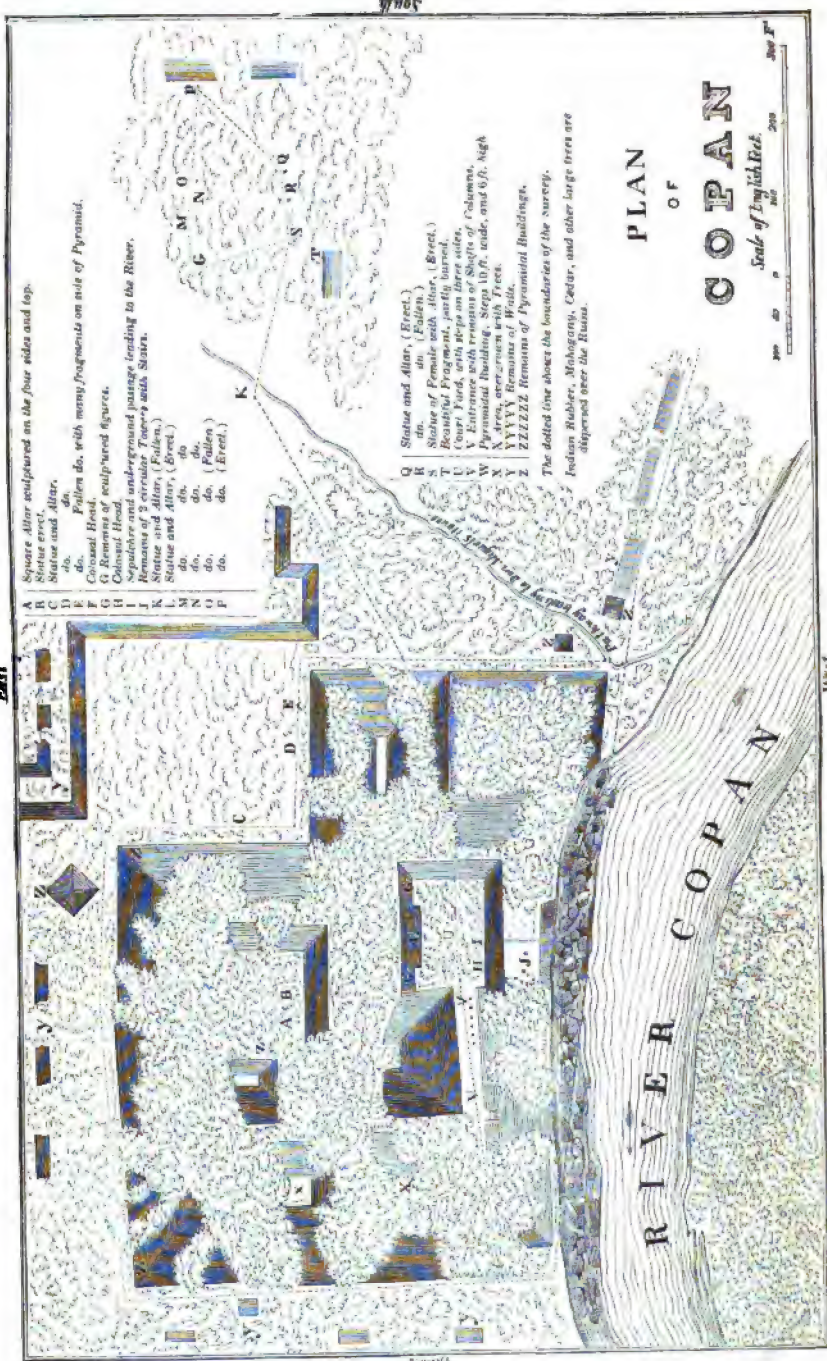 PLAN
OF
COPAN
Scale of English Feet.
A Square Altar sculptured on the four sides and top.
B Statue erect.
C Statue and Altar.
D do. do.
E do. Fallen do. with many fragments on side of Pyramid.
F Colossal Head.
G G Remains of sculptured figures.
H Colossal Head.
I Sepulchre and underground passage leading to the River.
J Remains of 2 circular Towers with Stairs.
K Statue and Altar, (Fallen.)
L Statue and Altar, (Erect.)
M do. do. do
N do. do. do.
O do. do. (Fallen)
P do. do. (Erect.)
Q Statue and Altar, (Erect.)
R do. do. (Fallen.)
S Statue of Female with Altar, (Erect.)
T Beautiful Fragment, partly buried.
U Court Yard, with steps on three sides.
V V Entrance with remains of Shafts of Columns.
W Pyramidal Building. Steps 10 ft. wide, and 6 ft. high
X X Area, overgrown with Trees.
Y YYYYY Remains of Walls.
Z ZZZZZZ Remains of Pyramidal Buildings.
The dotted line shows the boundaries of the survey.
Indian Rubber, Mahogany, Cedar, and other large trees are
dispersed over the Ruins.
RIVER COPAN
South